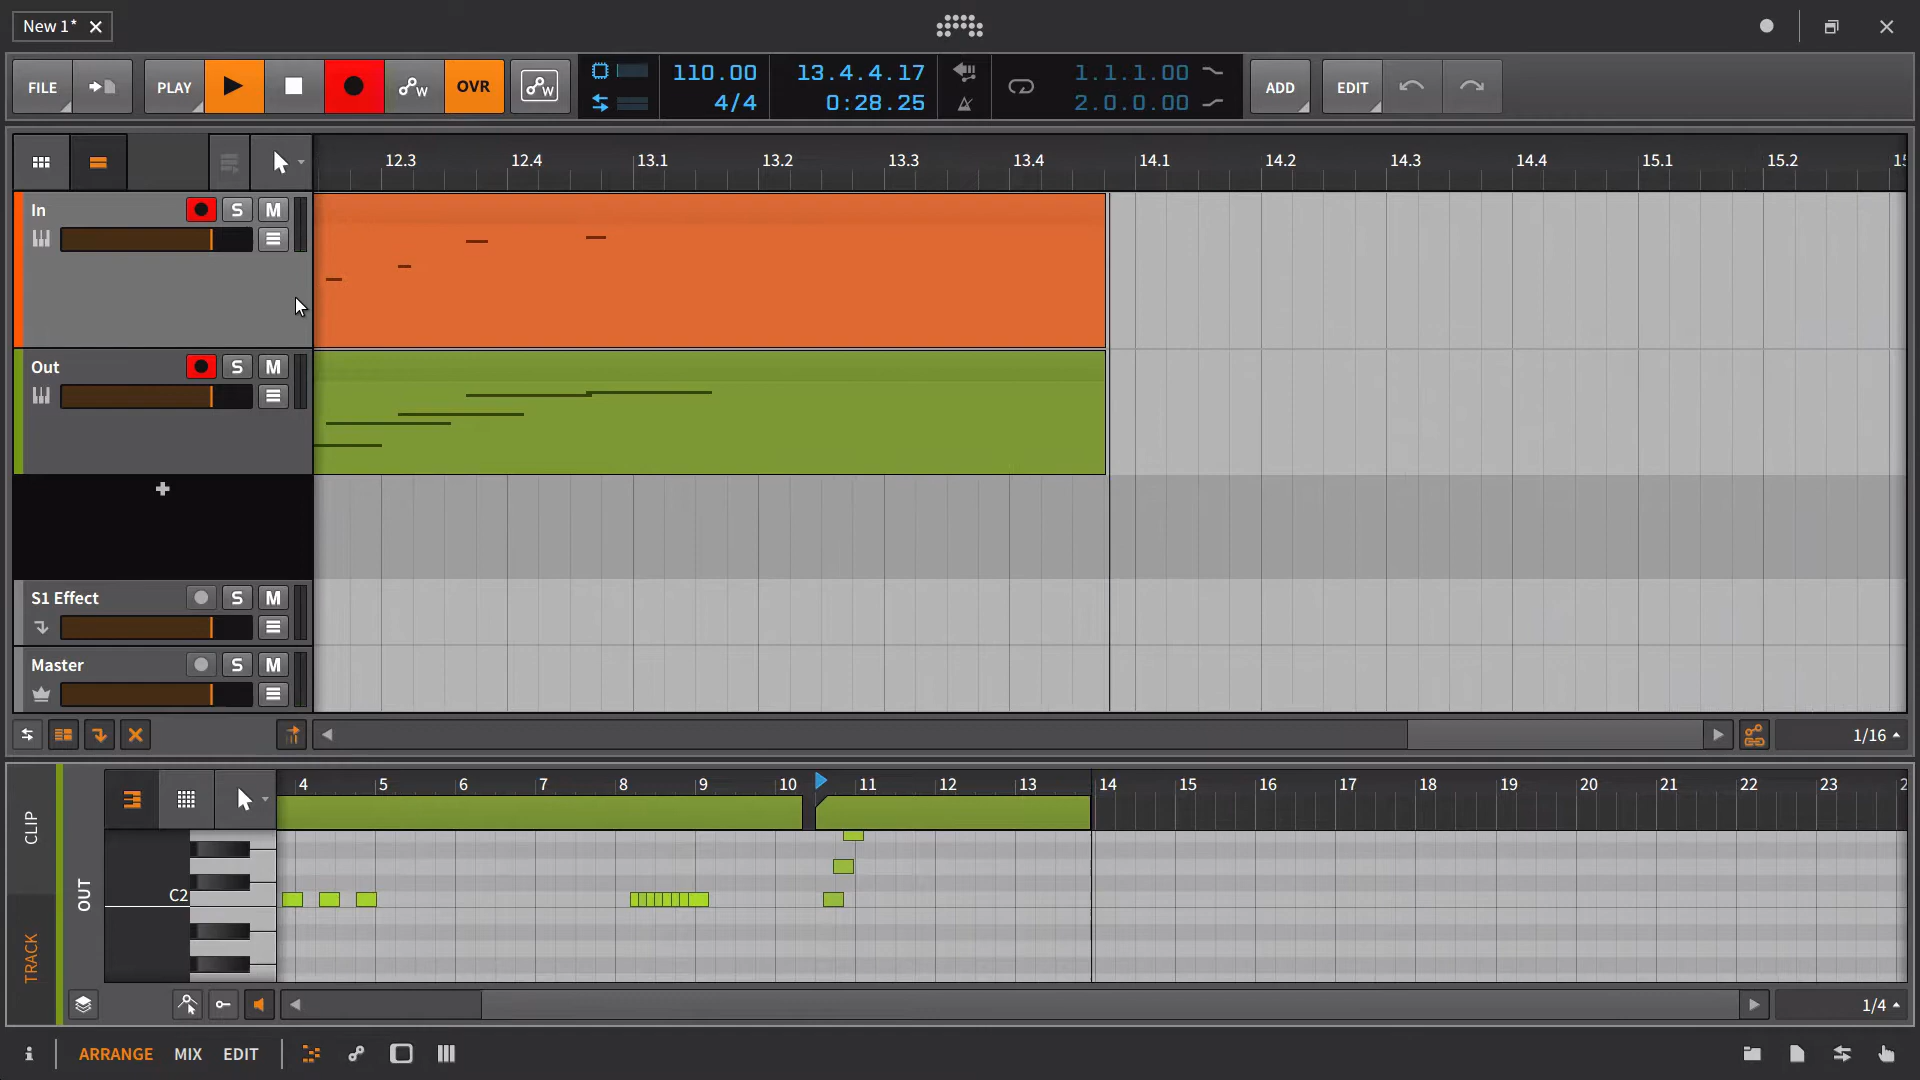 New 1*
FILE PLAY OVR 110.00 13.4.4.17 1.1.1.00 ADD EDIT
4/4 0:28.25 2.0.0.00
12.3 12.4 13.1 13.2 13.3 13.4 14.1 14.2 14.3 14.4 15.1 15.2
In S M
Out S M
S1 Effect S M
Master S M
1/16
4 5 6 7 8 9 10 11 12 13 14 15 16 17 18 19 20 21 22 23
CLIP
TRACK
OUT
C2
1/4
ARRANGE MIX EDIT